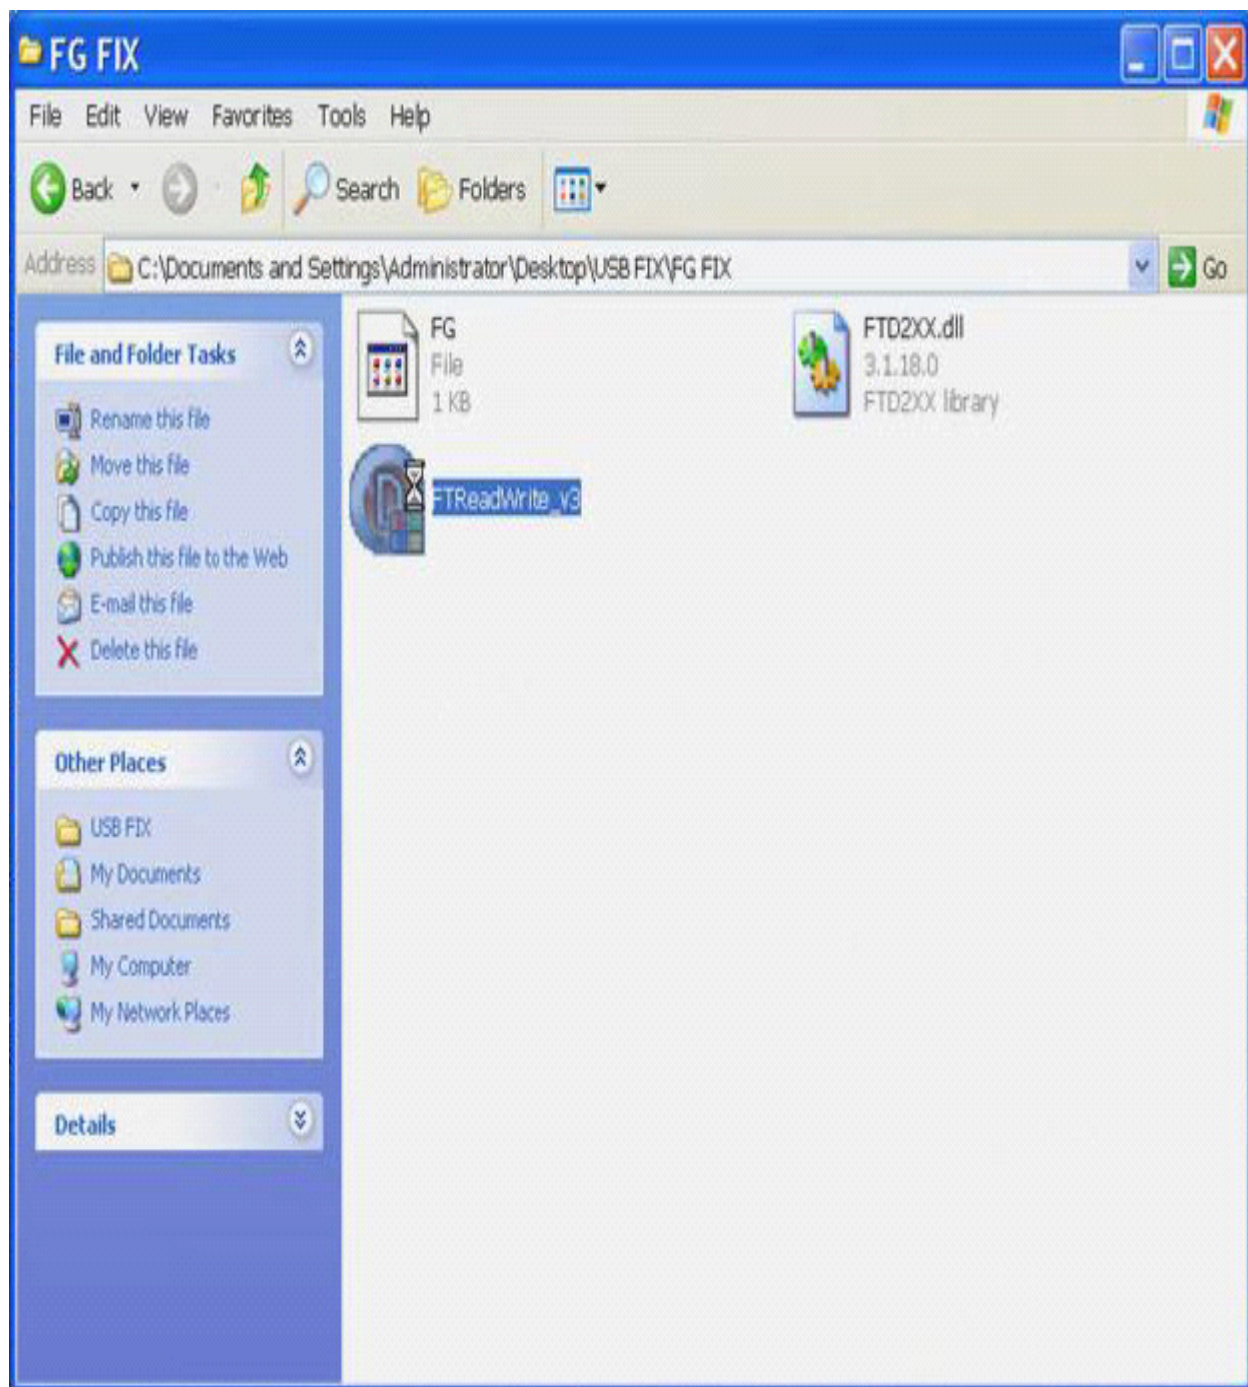 FG FIX
File Edit View Favorites Tools Help
Back Search Folders
Address C:\Documents and Settings\Administrator\Desktop\USB FIX\FG FIX Go
File and Folder Tasks
Rename this file
Move this file
Copy this file
Publish this file to the Web
E-mail this file
Delete this file
Other Places
USB FIX
My Documents
Shared Documents
My Computer
My Network Places
Details
FG
File
1 KB
FTD2XX.dll
3.1.18.0
FTD2XX library
FTReadWrite_v3